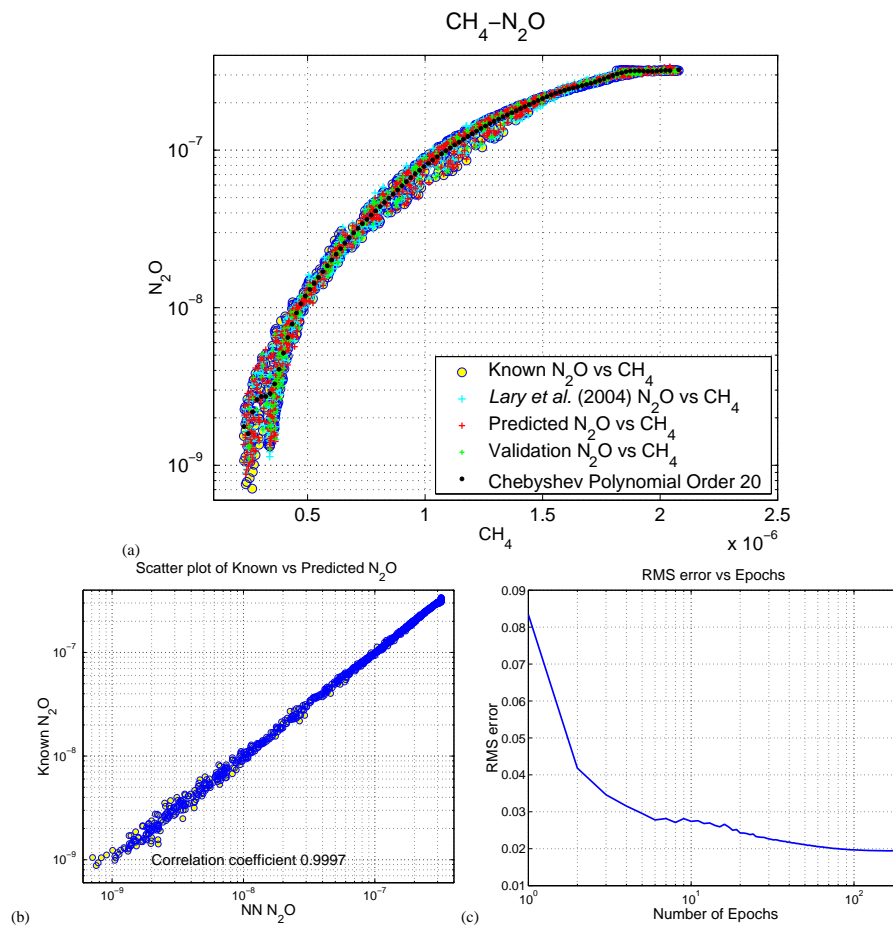 CH4−N2O
10^-7
10^-8
10^-9
N2O
0.5 1 1.5 2 2.5
CH4
x 10^-6
Known N2O vs CH4
Lary et al. (2004) N2O vs CH4
Predicted N2O vs CH4
Validation N2O vs CH4
Chebyshev Polynomial Order 20
(a)
Scatter plot of Known vs Predicted N2O
10^-7
10^-8
10^-9
Known N2O
Correlation coefficient 0.9997
10^-9 10^-8 10^-7
NN N2O
(b)
RMS error vs Epochs
0.09
0.08
0.07
0.06
0.05
0.04
0.03
0.02
0.01
RMS error
10^0 10^1 10^2
Number of Epochs
(c)